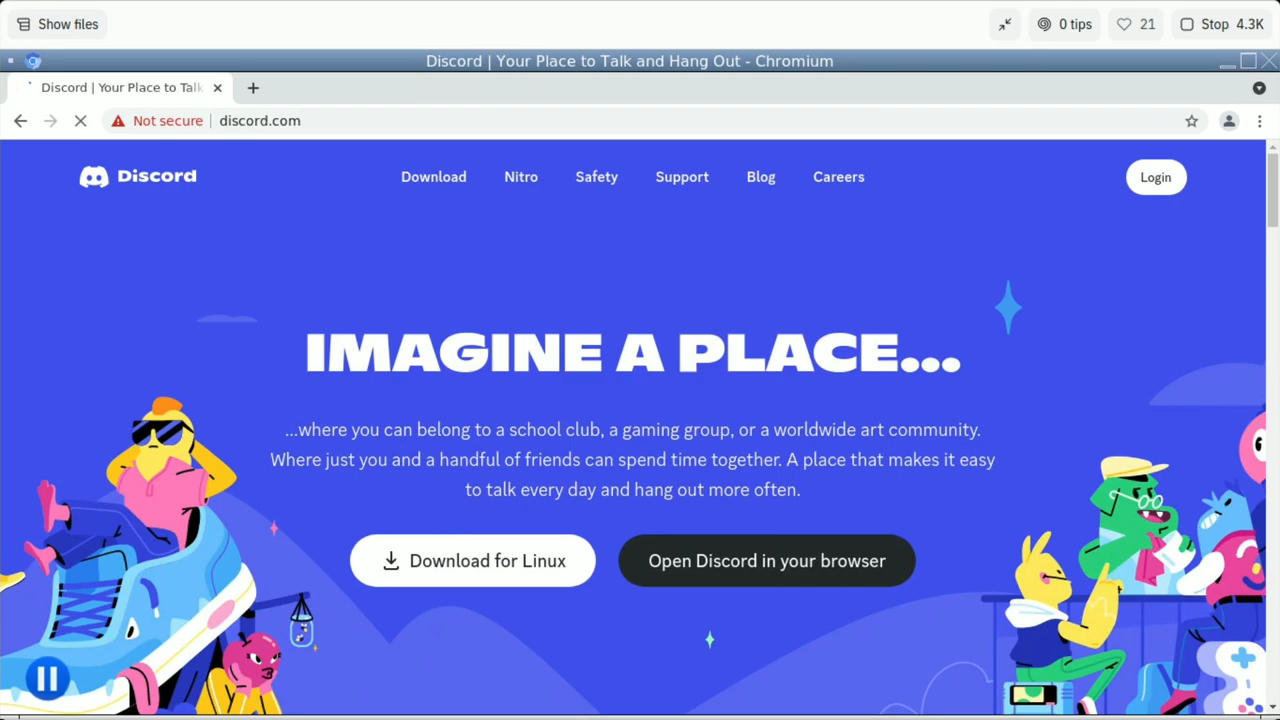 Show files
0 tips
21
Stop 4.3K
Discord | Your Place to Talk and Hang Out - Chromium
Discord | Your Place to Talk
Not secure
discord.com
Discord
Download
Nitro
Safety
Support
Blog
Careers
Login
IMAGINE A PLACE...
...where you can belong to a school club, a gaming group, or a worldwide art community.
Where just you and a handful of friends can spend time together. A place that makes it easy
to talk every day and hang out more often.
Download for Linux
Open Discord in your browser